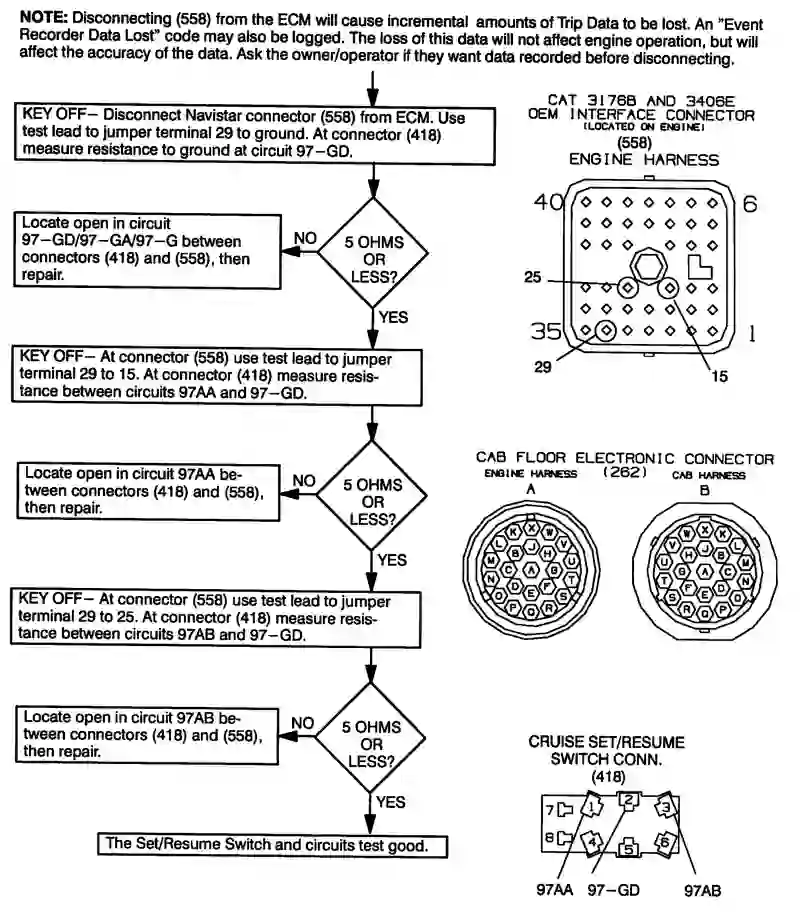 NOTE: Disconnecting (558) from the ECM will cause incremental amounts of Trip Data to be lost. An "Event
Recorder Data Lost" code may also be logged. The loss of this data will not affect engine operation, but will
affect the accuracy of the data. Ask the owner/operator if they want data recorded before disconnecting.
KEY OFF— Disconnect Navistar connector (558) from ECM. Use
test lead to jumper terminal 29 to ground. At connector (418)
measure resistance to ground at circuit 97-GD.
5 OHMS
OR
LESS?
NO
Locate open in circuit
97-GD/97-GA/97-G between
connectors (418) and (558), then
repair.
YES
KEY OFF— At connector (558) use test lead to jumper
terminal 29 to 15. At connector (418) measure resis-
tance between circuits 97AA and 97-GD.
5 OHMS
OR
LESS?
NO
Locate open in circuit 97AA be-
tween connectors (418) and (558),
then repair.
YES
KEY OFF— At connector (558) use test lead to jumper
terminal 29 to 25. At connector (418) measure resis-
tance between circuits 97AB and 97-GD.
5 OHMS
OR
LESS?
NO
Locate open in circuit 97AB be-
tween connectors (418) and (558),
then repair.
YES
The Set/Resume Switch and circuits test good.
CAT 3176B AND 3406E
OEM INTERFACE CONNECTOR
(LOCATED ON ENGINE)
(558)
ENGINE HARNESS
40 6
25
35 1
29 15
CAB FLOOR ELECTRONIC CONNECTOR
ENGINE HARNESS (262) CAB HARNESS
A B
X
K W
L V
B J H
M U
C A G
N T
D E F
O S
P Q R
X
W K
V L
H J B
U M
G A C
T N
F E D
S O
R Q P
CRUISE SET/RESUME
SWITCH CONN.
(418)
7 1 2 3
8 4 5 6
97AA 97-GD 97AB